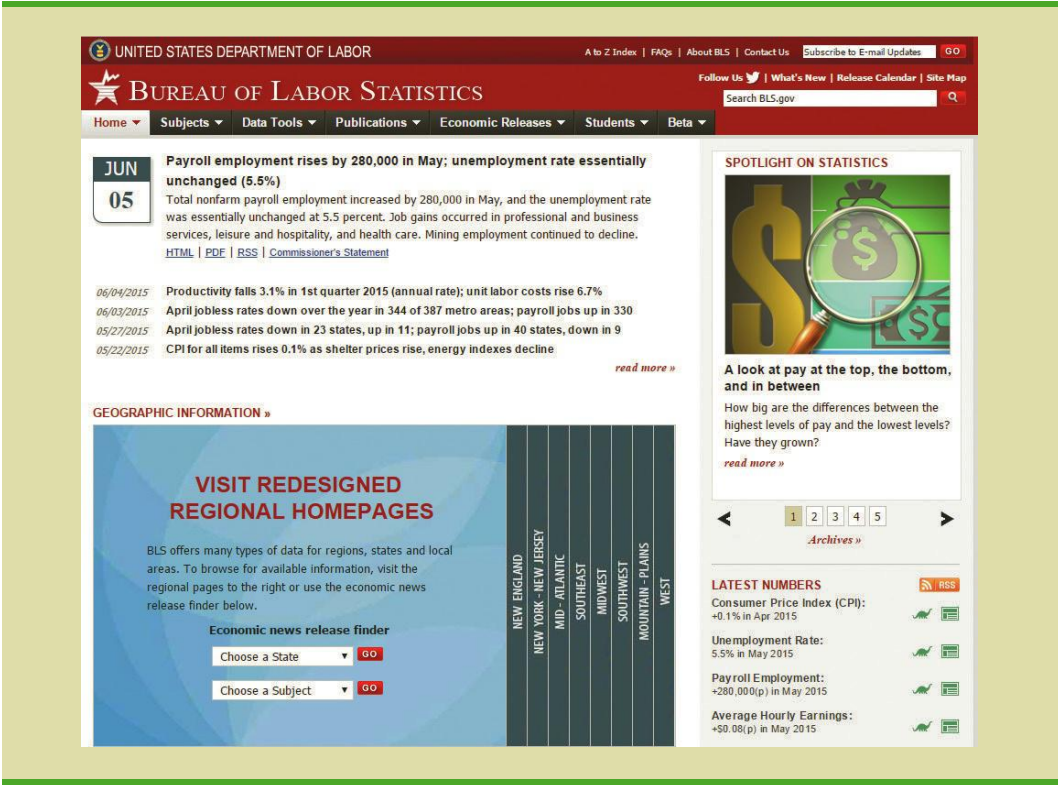 UNITED STATES DEPARTMENT OF LABOR
A to Z Index | FAQs | About BLS | Contact Us Subscribe to E-mail Updates GO
BUREAU OF LABOR STATISTICS
Follow Us | What's New | Release Calendar | Site Map
Search BLS.gov
Home Subjects Data Tools Publications Economic Releases Students Beta
JUN
05
Payroll employment rises by 280,000 in May; unemployment rate essentially
unchanged (5.5%)
Total nonfarm payroll employment increased by 280,000 in May, and the unemployment rate
was essentially unchanged at 5.5 percent. Job gains occurred in professional and business
services, leisure and hospitality, and health care. Mining employment continued to decline.
HTML | PDF | RSS | Commissioner's Statement
06/04/2015 Productivity falls 3.1% in 1st quarter 2015 (annual rate); unit labor costs rise 6.7%
06/03/2015 April jobless rates down over the year in 344 of 387 metro areas; payroll jobs up in 330
05/27/2015 April jobless rates down in 23 states, up in 11; payroll jobs up in 40 states, down in 9
05/22/2015 CPI for all items rises 0.1% as shelter prices rise, energy indexes decline
read more »
GEOGRAPHIC INFORMATION »
VISIT REDESIGNED
REGIONAL HOMEPAGES
BLS offers many types of data for regions, states and local
areas. To browse for available information, visit the
regional pages to the right or use the economic news
release finder below.
Economic news release finder
Choose a State GO
Choose a Subject GO
NEW ENGLAND
NEW YORK - NEW JERSEY
MID - ATLANTIC
SOUTHEAST
MIDWEST
SOUTHWEST
MOUNTAIN - PLAINS
WEST
SPOTLIGHT ON STATISTICS
A look at pay at the top, the bottom,
and in between
How big are the differences between the
highest levels of pay and the lowest levels?
Have they grown?
read more »
1 2 3 4 5
Archives »
LATEST NUMBERS RSS
Consumer Price Index (CPI):
+0.1% in Apr 2015
Unemployment Rate:
5.5% in May 2015
Payroll Employment:
+280,000(p) in May 2015
Average Hourly Earnings:
+$0.08(p) in May 2015